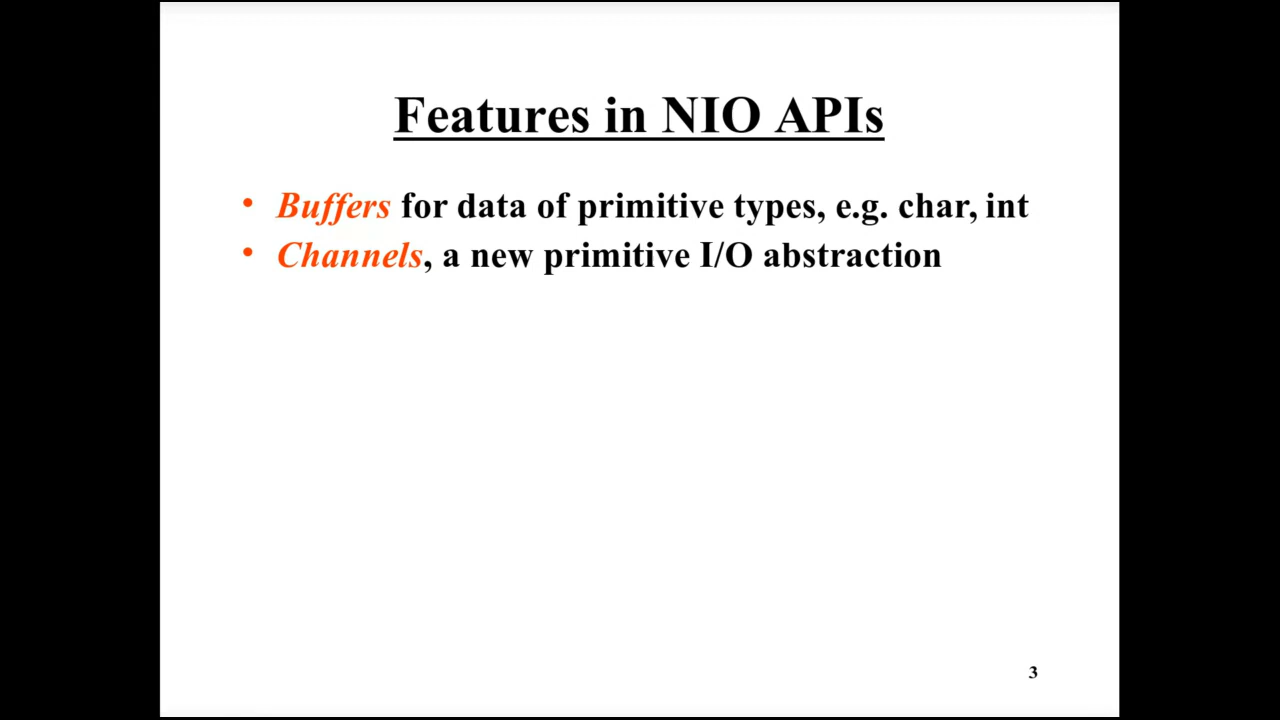 Features in NIO APIs
• Buffers for data of primitive types, e.g. char, int
• Channels, a new primitive I/O abstraction
3